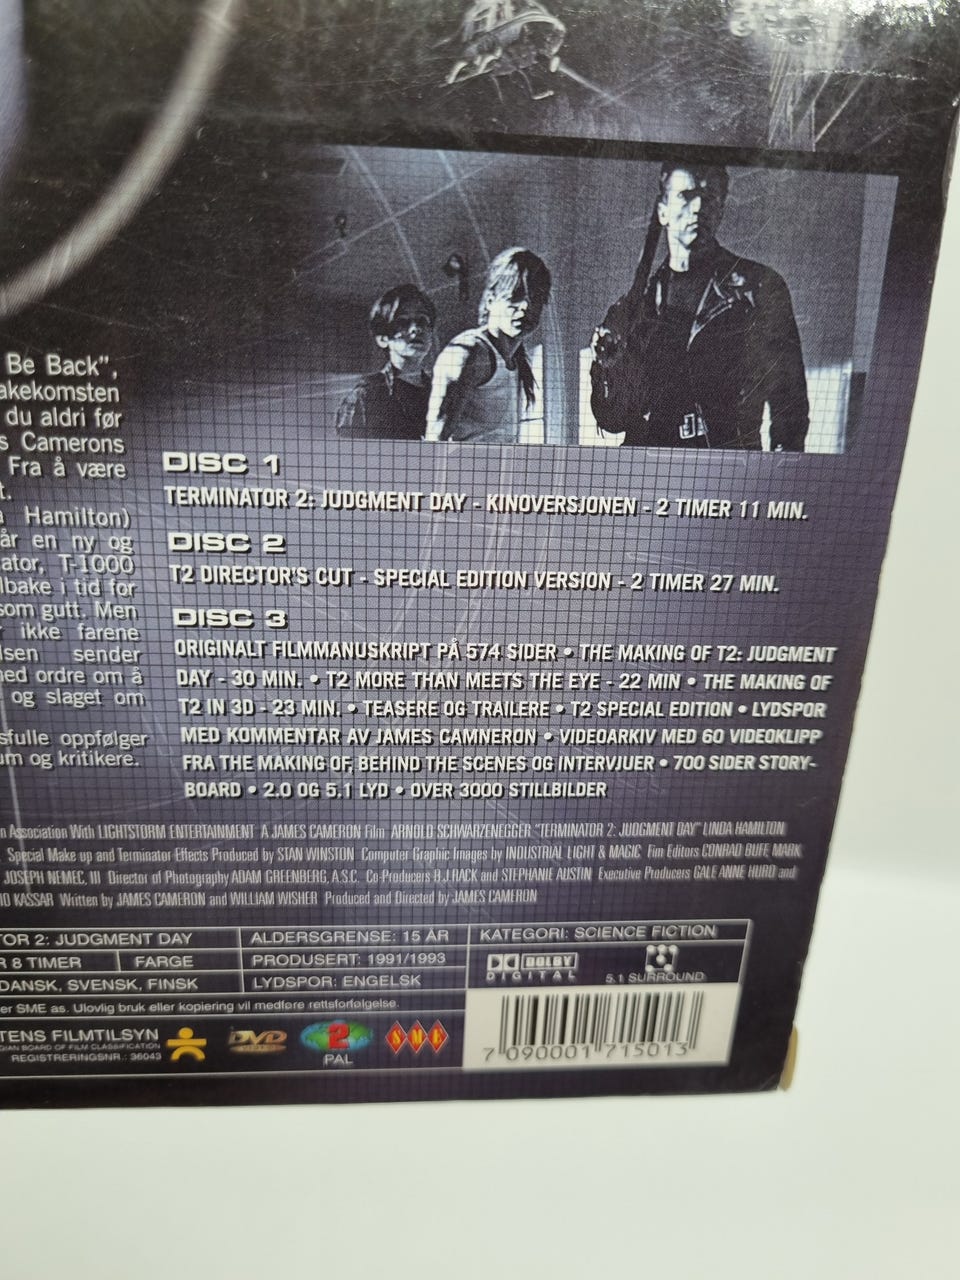 Be Back",
akekomsten
du aldri før
s Camerons
Fra å være
t.
Hamilton)
år en ny og
ator, T-1000
lbake i tid for
som gutt. Men
ikke farene
lsen sender
ned ordre om å
og slaget om
sfulle oppfølger
um og kritikere.
DISC 1
TERMINATOR 2: JUDGMENT DAY - KINOVERSJONEN - 2 TIMER 11 MIN.
DISC 2
T2 DIRECTOR'S CUT - SPECIAL EDITION VERSION - 2 TIMER 27 MIN.
DISC 3
ORIGINALT FILMMANUSKRIPT PÅ 574 SIDER • THE MAKING OF T2: JUDGMENT
DAY - 30 MIN. • T2 MORE THAN MEETS THE EYE - 22 MIN • THE MAKING OF
T2 IN 3D - 23 MIN. • TEASERE OG TRAILERE • T2 SPECIAL EDITION • LYDSPOR
MED KOMMENTAR AV JAMES CAMNERON • VIDEOARKIV MED 60 VIDEOKLIPP
FRA THE MAKING OF, BEHIND THE SCENES OG INTERVJUER • 700 SIDER STORY-
BOARD • 2.0 OG 5.1 LYD • OVER 3000 STILLBILDER
n Association With LIGHTSTORM ENTERTAINMENT A JAMES CAMERON Film ARNOLD SCHWARZENEGGER "TERMINATOR 2: JUDGMENT DAY" LINDA HAMILTON
Special Make up and Terminator Effects Produced by STAN WINSTON Computer Graphic Images by INDUSTRIAL LIGHT & MAGIC Fim Editors CONRAD BUFF, MARK
JOSEPH NEMEC, III Director of Photography ADAM GREENBERG, A.S.C. Co-Producers B.J.RACK and STEPHANIE AUSTIN Executive Producers GALE ANNE HURD and
IO KASSAR Written by JAMES CAMERON and WILLIAM WISHER Produced and Directed by JAMES CAMERON
TOR 2: JUDGMENT DAY
ALDERSGRENSE: 15 ÅR
KATEGORI: SCIENCE FICTION
R 8 TIMER
FARGE
PRODUSERT: 1991/1993
DOLBY
DIGITAL
5.1 SURROUND
DANSK, SVENSK, FINSK
LYDSPOR: ENGELSK
er SME as. Ulovlig bruk eller kopiering vil medføre rettsforfølgelse.
TENS FILMTILSYN
GIAN BOARD OF FILM CLASSIFICATION
REGISTRERINGSNR.: 36043
DVD
VIDEO
2
PAL
SME
7 090001 715013